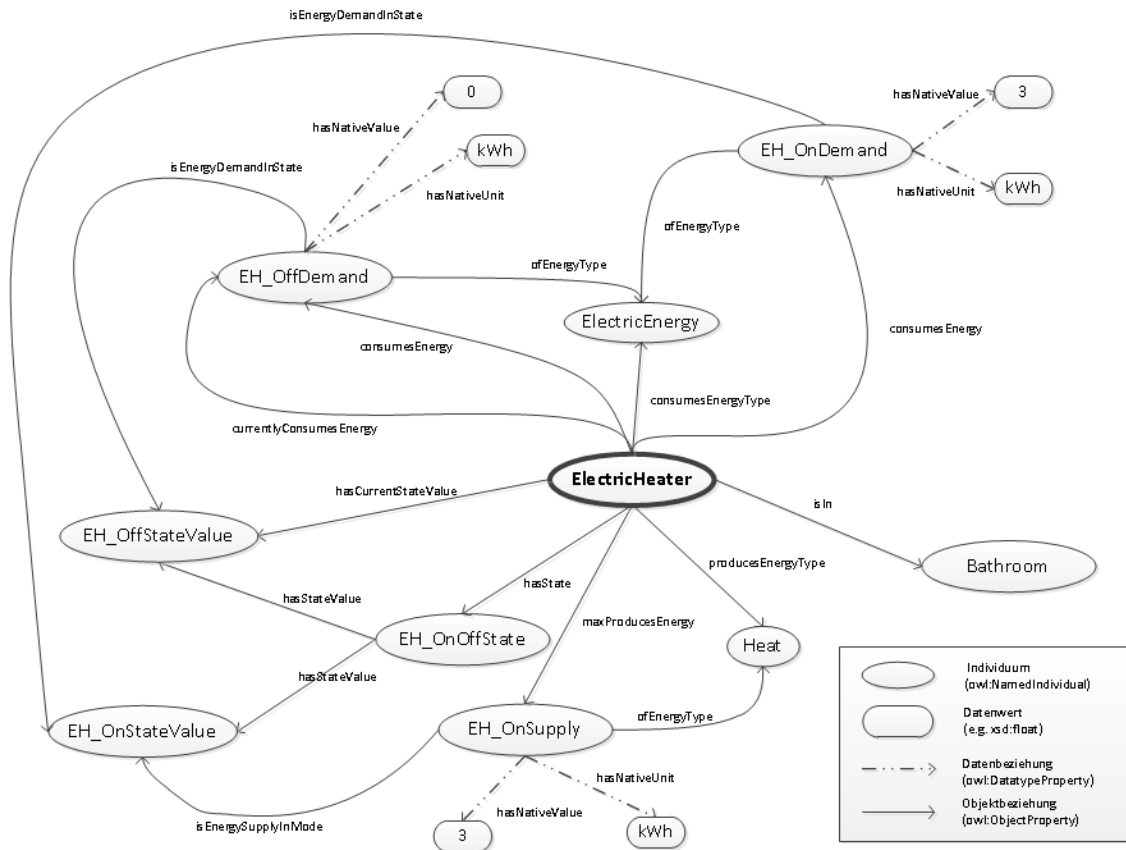 isEnergyDemandInState
0
hasNativeValue
kWh
isEnergyDemandInState
hasNativeUnit
hasNativeValue
3
EH_OnDemand
hasNativeUnit
kWh
ofEnergyType
EH_OffDemand
ofEnergyType
ElectricEnergy
consumesEnergy
consumesEnergy
consumesEnergyType
currentlyConsumesEnergy
ElectricHeater
hasCurrentStateValue
isIn
EH_OffStateValue
producesEnergyType
Bathroom
hasState
hasStateValue
maxProducesEnergy
EH_OnOffState
Heat
hasStateValue
EH_OnStateValue
EH_OnSupply
ofEnergyType
hasNativeUnit
hasNativeValue
isEnergySupplyInMode
3
kWh
Individuum
(owl:NamedIndividual)
Datenwert
(e.g. xsd:float)
Datenbeziehung
(owl:DatatypeProperty)
Objektbeziehung
(owl:ObjectProperty)